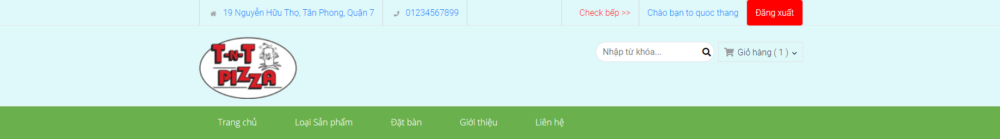 19 Nguyễn Hữu Thọ, Tân Phong, Quận 7 01234567899 Check bếp >> Chào bạn to quoc thang Đăng xuất
T-N-T
PIZZA
Nhập từ khóa... Giỏ hàng ( 1 )
Trang chủ Loại Sản phẩm Đặt bàn Giới thiệu Liên hệ